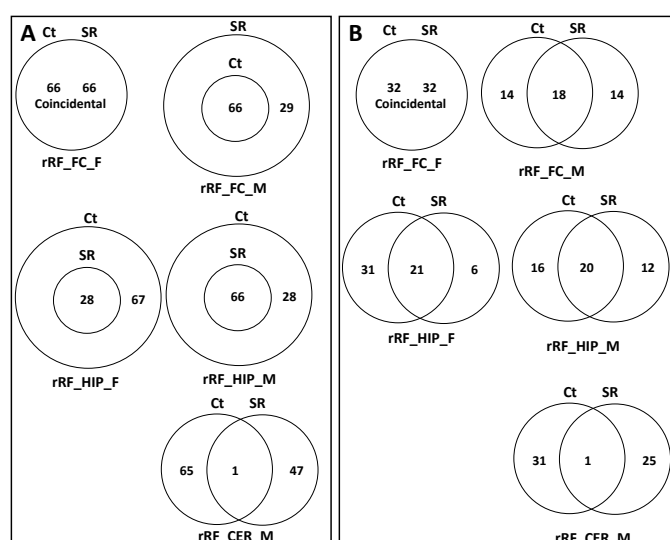 A
Ct SR
66 66
Coincidental
rRF_FC_F
SR
Ct
66 29
rRF_FC_M
Ct
SR
28 67
rRF_HIP_F
Ct
SR
66 28
rRF_HIP_M
Ct SR
65 1 47
rRF_CER_M
B
Ct SR
32 32
Coincidental
rRF_FC_F
Ct SR
14 18 14
rRF_FC_M
Ct SR
31 21 6
rRF_HIP_F
Ct SR
16 20 12
rRF_HIP_M
Ct SR
31 1 25
rRF_CER_M